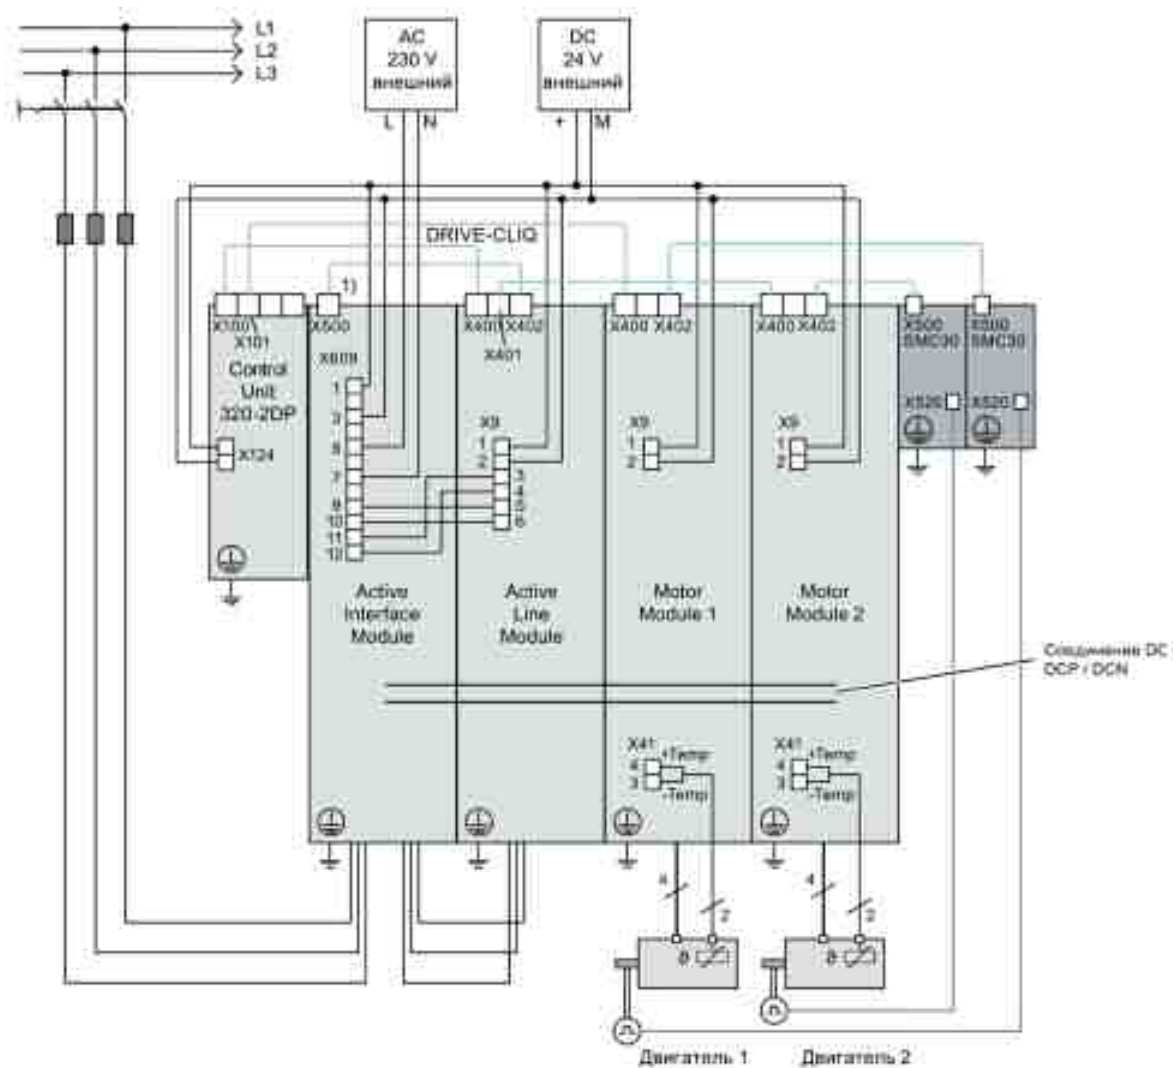 L1
L2
L3
AC
230 V
внешний
L N
DC
24 V
внешний
+ M
DRIVE-CLIQ
1)
X100
X101
Control
Unit
320-2DP
X124
X500
X609
1
3
7
9
10
11
12
Active
Interface
Module
X400 X402
X401
X9
1
2
3
4
5
6
Active
Line
Module
X400 X402
X9
1
2
Motor
Module 1
X400 X402
X9
1
2
Motor
Module 2
X500
SMC30
X520
X500
SMC30
X520
Соединение DC
DCP / DCN
X41
4
3
+Temp
-Temp
X41
4
3
+Temp
-Temp
4
2
4
2
ϑ
ϑ
Двигатель 1
Двигатель 2